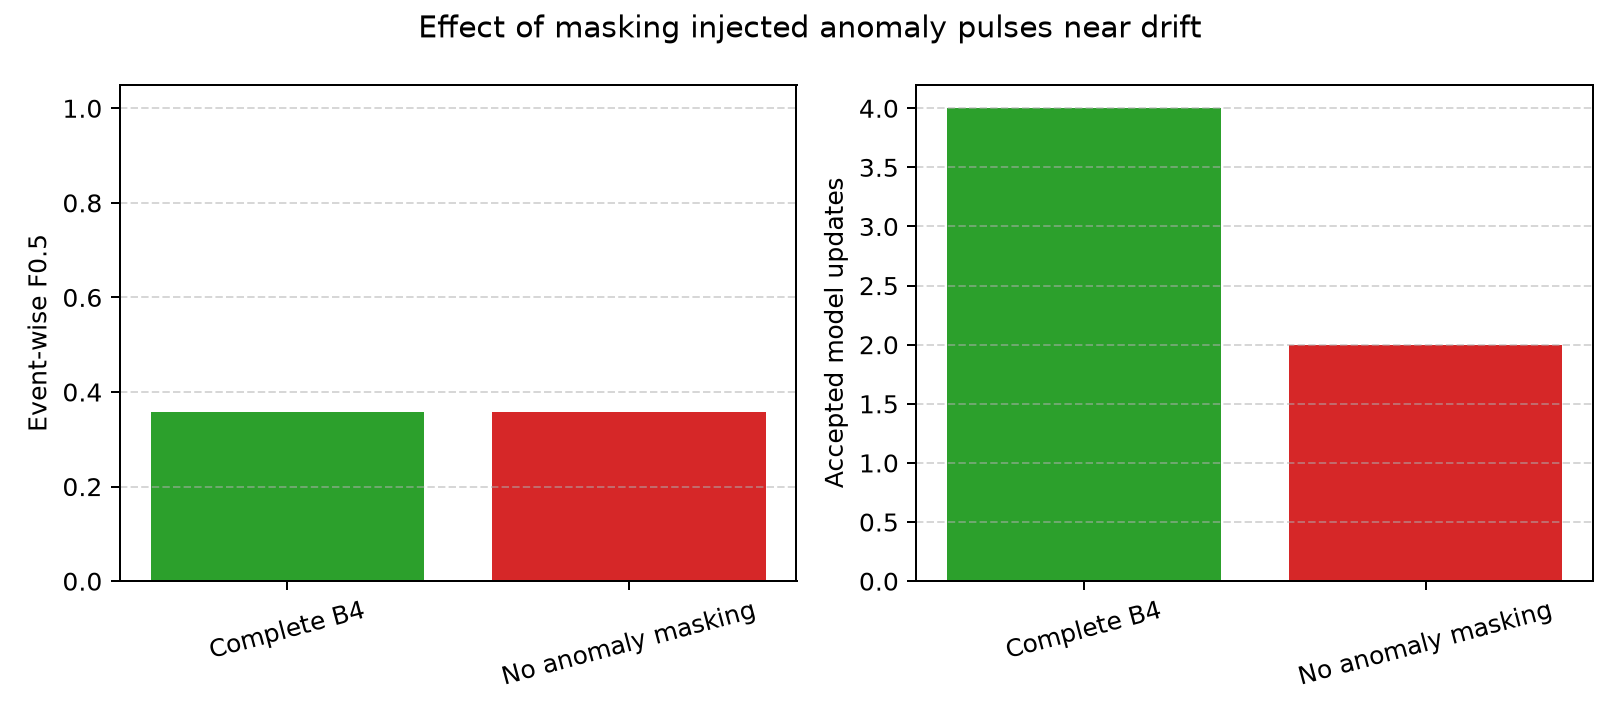 Effect of masking injected anomaly pulses near drift
Event-wise F0.5
1.0
0.8
0.6
0.4
0.2
0.0
Complete B4
No anomaly masking
Accepted model updates
4.0
3.5
3.0
2.5
2.0
1.5
1.0
0.5
0.0
Complete B4
No anomaly masking